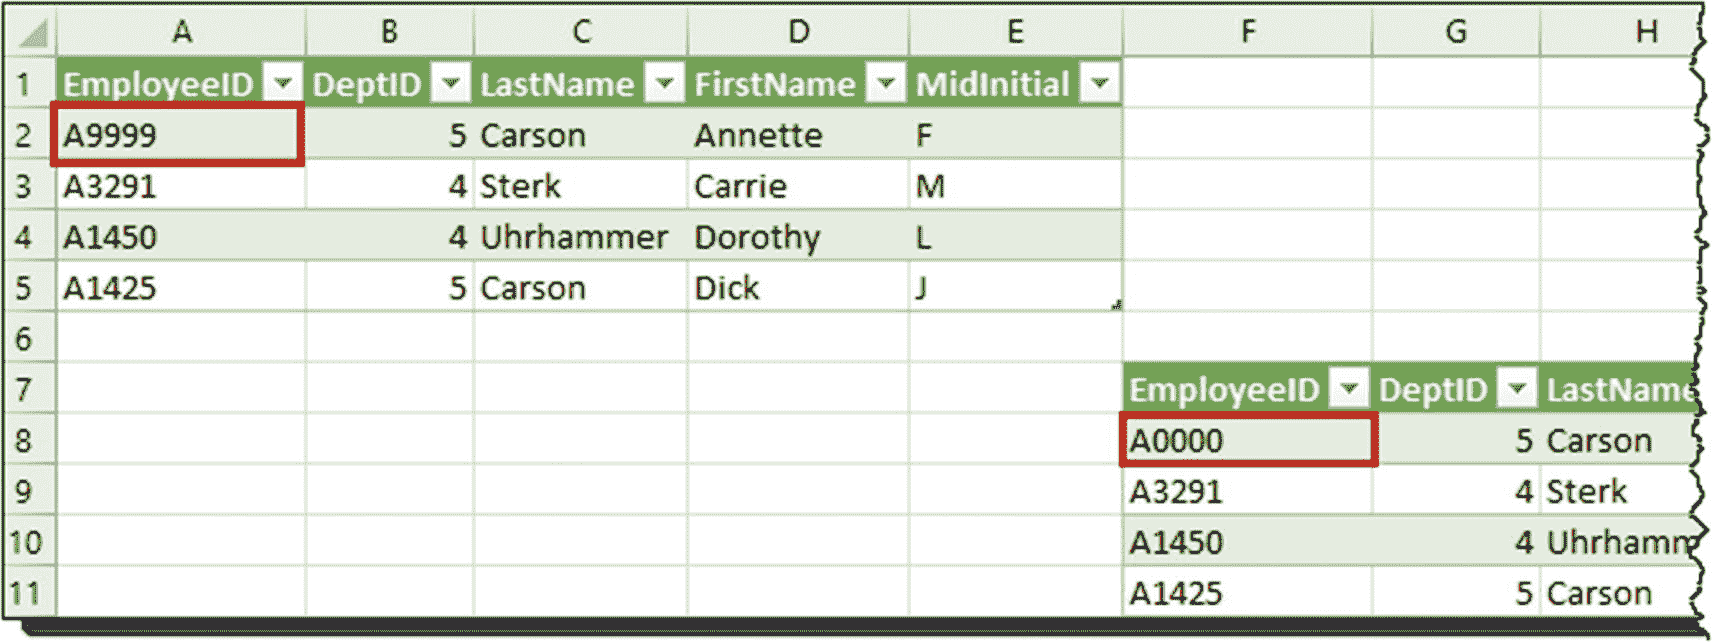 A B C D E F G H
1 EmployeeID DeptID LastName FirstName MidInitial
2 A9999 5 Carson Annette F
3 A3291 4 Sterk Carrie M
4 A1450 4 Uhrhammer Dorothy L
5 A1425 5 Carson Dick J
6
7 EmployeeID DeptID LastName
8 A0000 5 Carson
9 A3291 4 Sterk
10 A1450 4 Uhrhamm
11 A1425 5 Carson